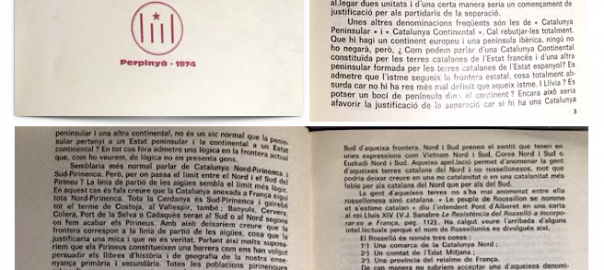 Perpinyà - 1974
al.legar dues unitats i d'una certa manera seria un començament de
justificació per als partidaris de la separació.
Unes altres denominacions freqüents són les de « Catalunya
Peninsular » i « Catalunya Continental ». Cal rebutjar-les totalment.
Que hi hagi un continent europeu i una península ibèrica, ningú no
ho negarà, però, ¿ Com podem parlar d'una Catalunya Continental
constituïda per les terres catalanes de l'Estat francès i d'una altra
peninsular formada per les terres catalanes de l'Estat espanyol? Es
admetre que l'istme segueix la frontera estatal, cosa totalment ab-
surda car no hi ha res més mal definit que aqueix istme. I Llívia ? Es
potser un boci de península dins el continent ? Encara això seria
afavorir la justificació de la separació car si hi ha una Catalunya
3
peninsular i una altra continental, no és un xic normal que la penin-
sular pertanyi a un Estat peninsular i la continental a un Estat
continental ? En tot cas fóra admetre una lògica en la frontera actual
que, com ho veurem, de lògica no en presenta gens.
Semblaria més normal parlar de Catalunya Nord-Pirinenca i
Sud-Pirinenca. Però, per on passa el límit entre el Nord i el Sud del
Pirineu ? La línia de partió de les aigües sembla el límit més lògic.
En aquest cas és fals creure que la Catalunya annexada a França sigui
tota Nord-Pirinenca. Tota la Cerdanya és Sud-Pirinenca i gairebé
tot el terme de Costoja, al Vallespir, també ; Banyuls, Cervera,
Colera, Port de la Selva o Cadaqués seran al Sud o al Nord segons
on fem acabar els Pirineus. Amb això deixaríem creure que la
frontera correspon a la línia de partió de les aigües, cosa que la
justificaria una mica i que no és veritat. Portant així molts suposa-
rien que els Pirineus constitueixen una barrera com ens han volgut
persuadir els llibres d'història i de geografia de la nostra ense-
nyança primària i secundària. Totes les poblacions pirinenques
Sud d'aqueixa frontera. Nord i Sud prenen el sentit que tenen en
unes expressions com Vietnam Nord i Sud, Corea Nord i Sud o
Euzkadi Nord i Sud. Aqueixa apel.lació permet d'anomenar la gent
d'aqueixes terres catalans del Nord i no rossellonesos, mot que
podria deixar creure en una no catalanitat o en una catalanitat més
feble per als catalans del Nord que per als del Sud.
La gent d'aqueixes terres no s'ha mai anomenat entre ella
rossellonesa sinó catalana. « Le peuple de Roussillon se nomme
et s'estime catalan » diu l'intendent Pont d'Alberet en una carta
al rei Lluís XIV (V.J. Sanabre La Resistència del Rosselló a incorpo-
rar-se a França, pag. 112). Ha calgut veure l'arribada d'alguns
intel.lectuals perquè el nom de Rossellonès es divulgués així.
El Rosselló és només tres coses :
1º) Una comarca de la Catalunya Nord ;
2º) Un comtat de l'Edat Mitjana ;
3º) Una província del reialme de França.
De cap manera no sabríem acceptar una d'aqueixes denomi-